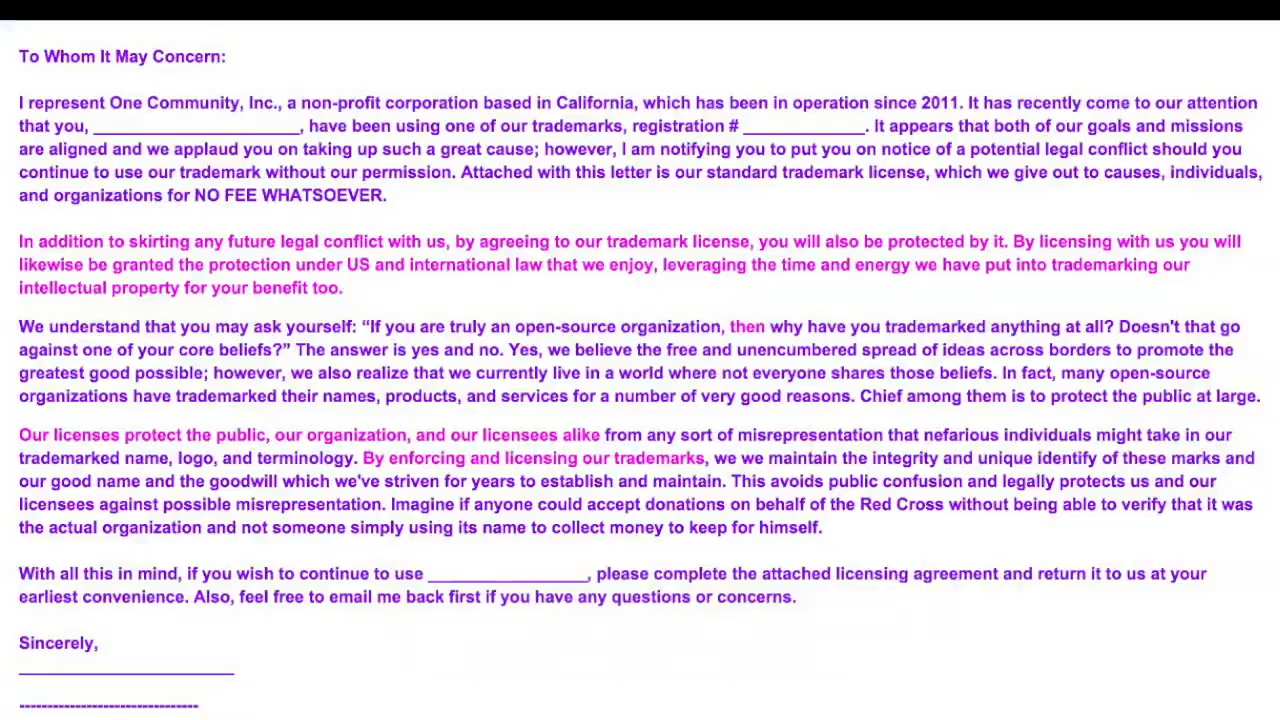 To Whom It May Concern:
I represent One Community, Inc., a non-profit corporation based in California, which has been in operation since 2011. It has recently come to our attention
that you, ______________________, have been using one of our trademarks, registration # _____________. It appears that both of our goals and missions
are aligned and we applaud you on taking up such a great cause; however, I am notifying you to put you on notice of a potential legal conflict should you
continue to use our trademark without our permission. Attached with this letter is our standard trademark license, which we give out to causes, individuals,
and organizations for NO FEE WHATSOEVER.
In addition to skirting any future legal conflict with us, by agreeing to our trademark license, you will also be protected by it. By licensing with us you will
likewise be granted the protection under US and international law that we enjoy, leveraging the time and energy we have put into trademarking our
intellectual property for your benefit too.
We understand that you may ask yourself: “If you are truly an open-source organization, then why have you trademarked anything at all? Doesn't that go
against one of your core beliefs?” The answer is yes and no. Yes, we believe the free and unencumbered spread of ideas across borders to promote the
greatest good possible; however, we also realize that we currently live in a world where not everyone shares those beliefs. In fact, many open-source
organizations have trademarked their names, products, and services for a number of very good reasons. Chief among them is to protect the public at large.
Our licenses protect the public, our organization, and our licensees alike from any sort of misrepresentation that nefarious individuals might take in our
trademarked name, logo, and terminology. By enforcing and licensing our trademarks, we we maintain the integrity and unique identify of these marks and
our good name and the goodwill which we've striven for years to establish and maintain. This avoids public confusion and legally protects us and our
licensees against possible misrepresentation. Imagine if anyone could accept donations on behalf of the Red Cross without being able to verify that it was
the actual organization and not someone simply using its name to collect money to keep for himself.
With all this in mind, if you wish to continue to use _________________, please complete the attached licensing agreement and return it to us at your
earliest convenience. Also, feel free to email me back first if you have any questions or concerns.
Sincerely,
_______________________
--------------------------------